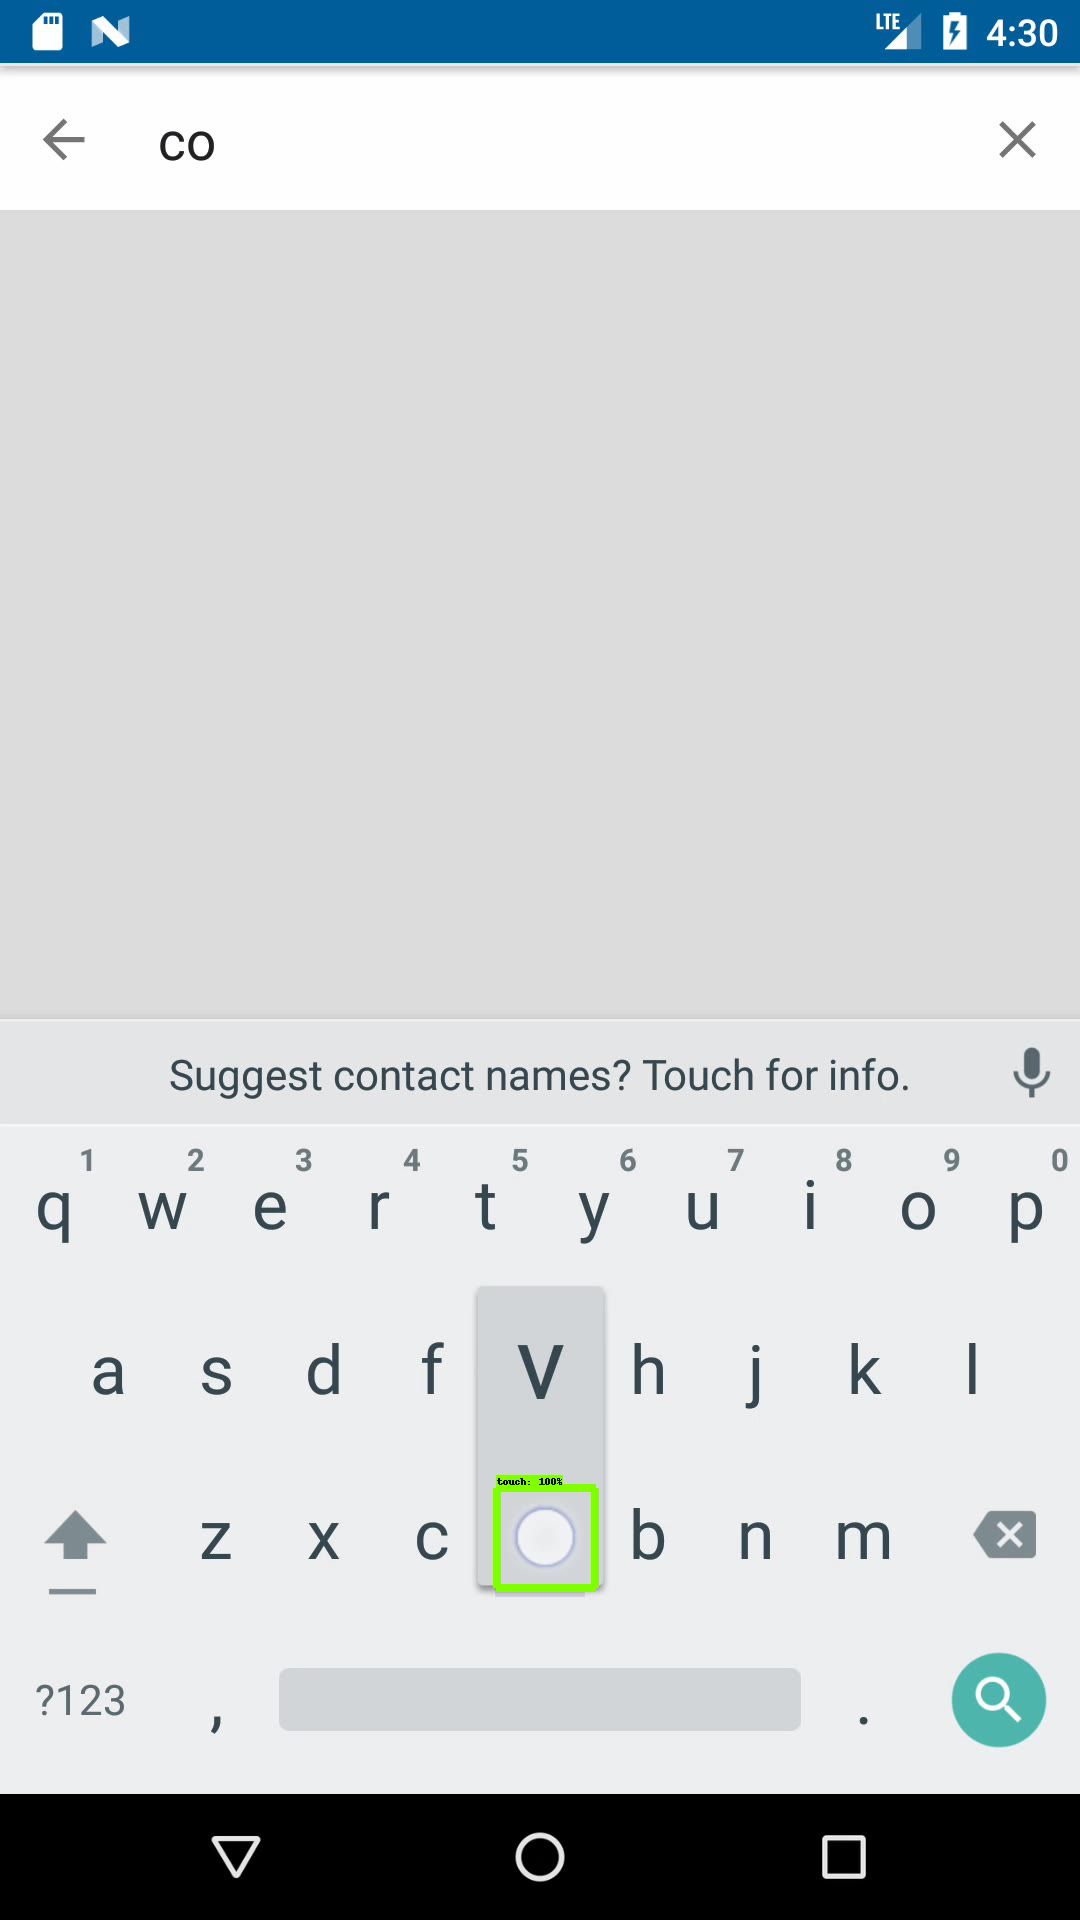 LTE 4:30
co
Suggest contact names? Touch for info.
1 2 3 4 5 6 7 8 9 0
q w e r t y u i o p
a s d f V h j k l
touch: 100%
z x c b n m
?123 , .